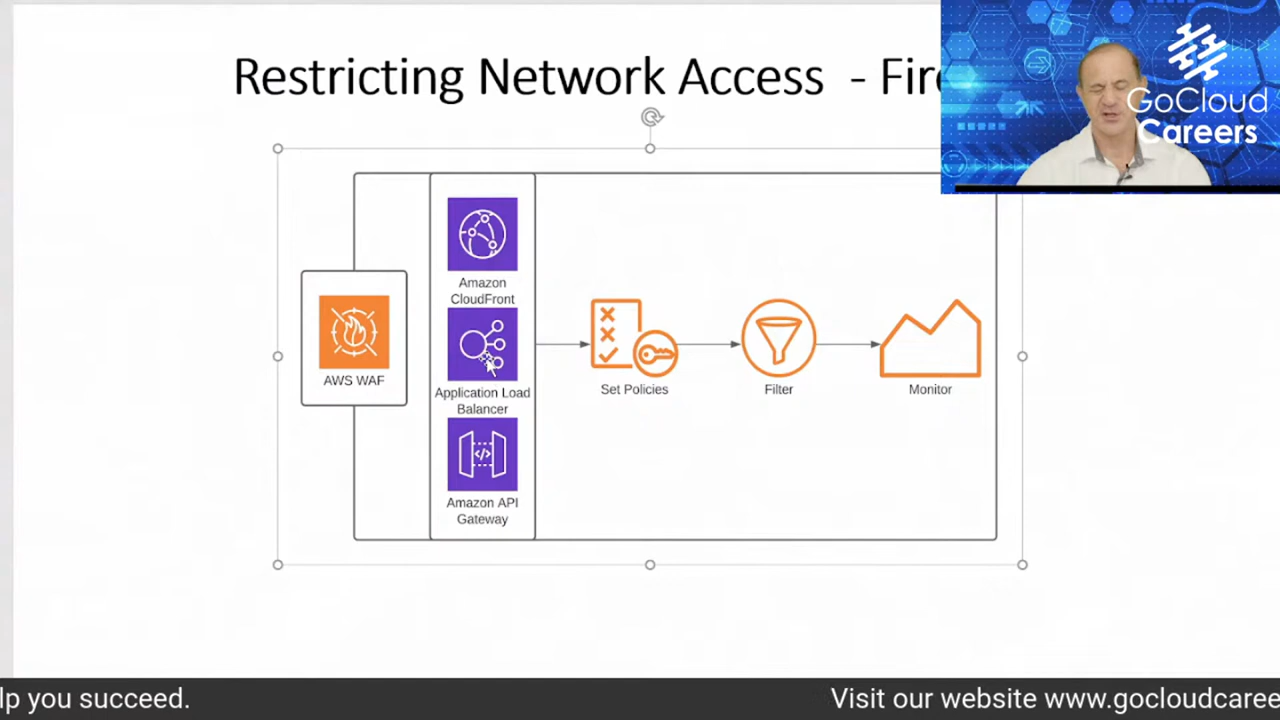 Restricting Network Access - Fire
GoCloud
Careers
Amazon
CloudFront
AWS WAF
Application Load
Balancer
Set Policies
Filter
Monitor
Amazon API
Gateway
lp you succeed.
Visit our website www.gocloudcaree